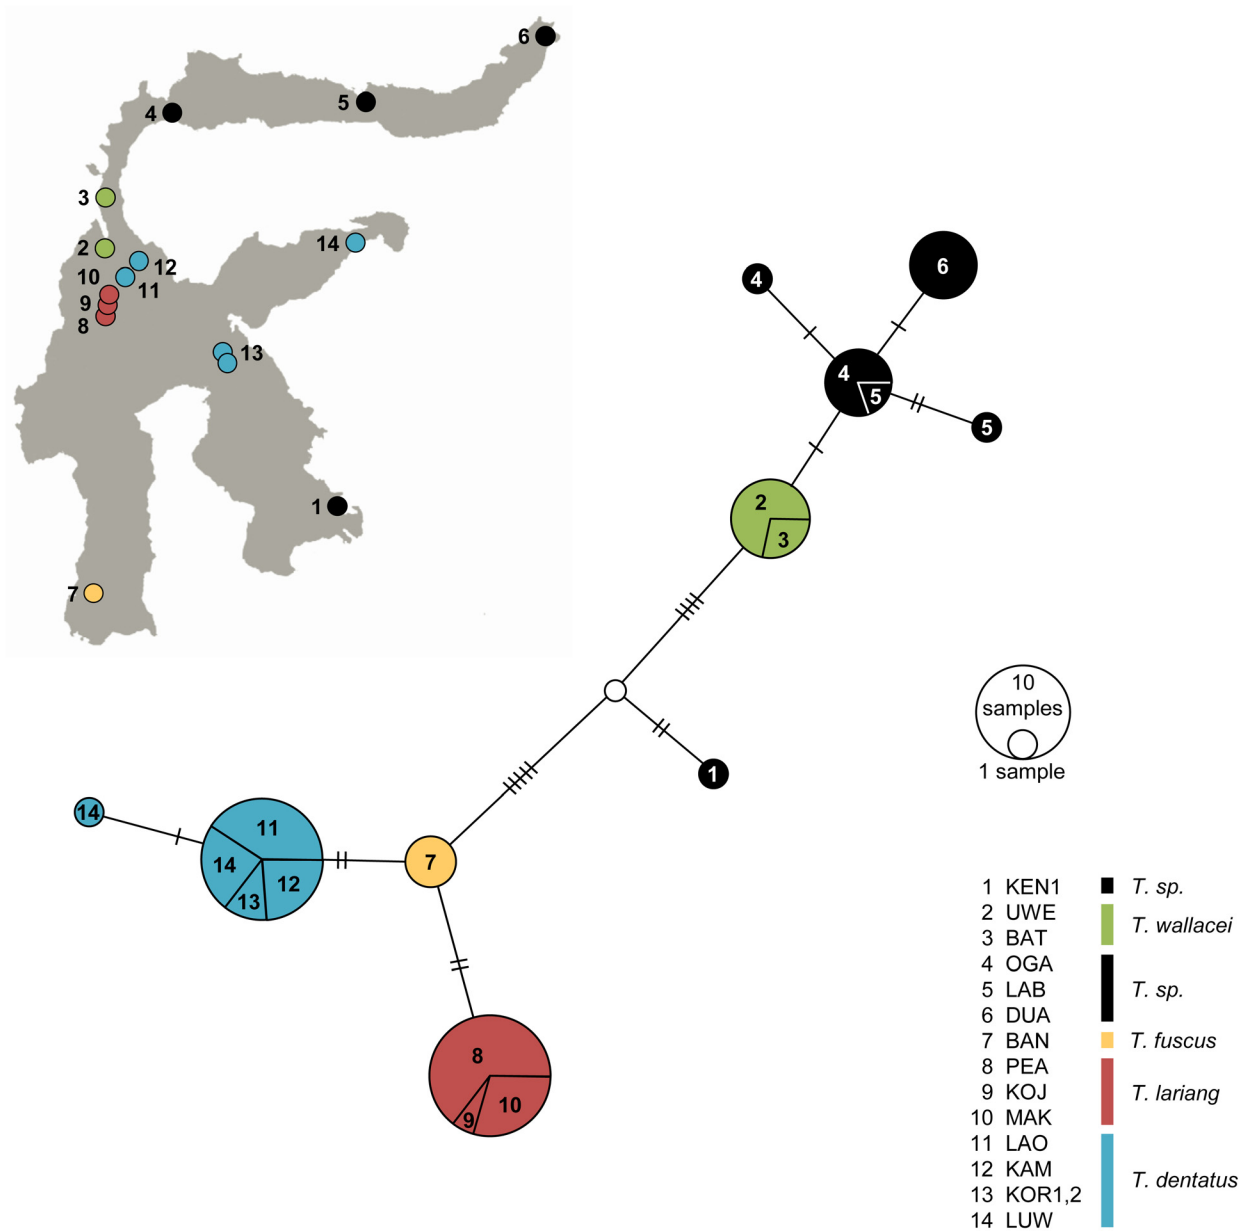 6
5
4
3
2
14
12
10
11
9
8
13
1
7
6
4
4
5
5
2
3
1
14
11
14
12
13
7
8
10
9
10
samples
1 sample
1 KEN1
T. sp.
2 UWE
T. wallacei
3 BAT
4 OGA
5 LAB
T. sp.
6 DUA
7 BAN
T. fuscus
8 PEA
9 KOJ
T. lariang
10 MAK
11 LAO
12 KAM
T. dentatus
13 KOR1,2
14 LUW